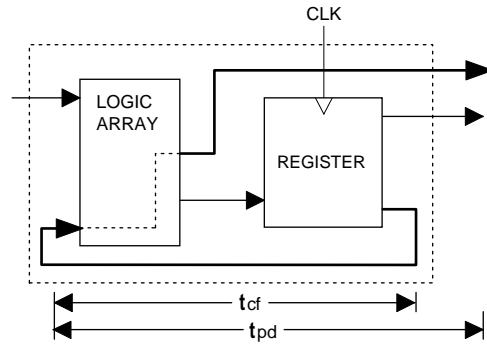 CLK
LOGIC
ARRAY
REGISTER
tcf
tpd